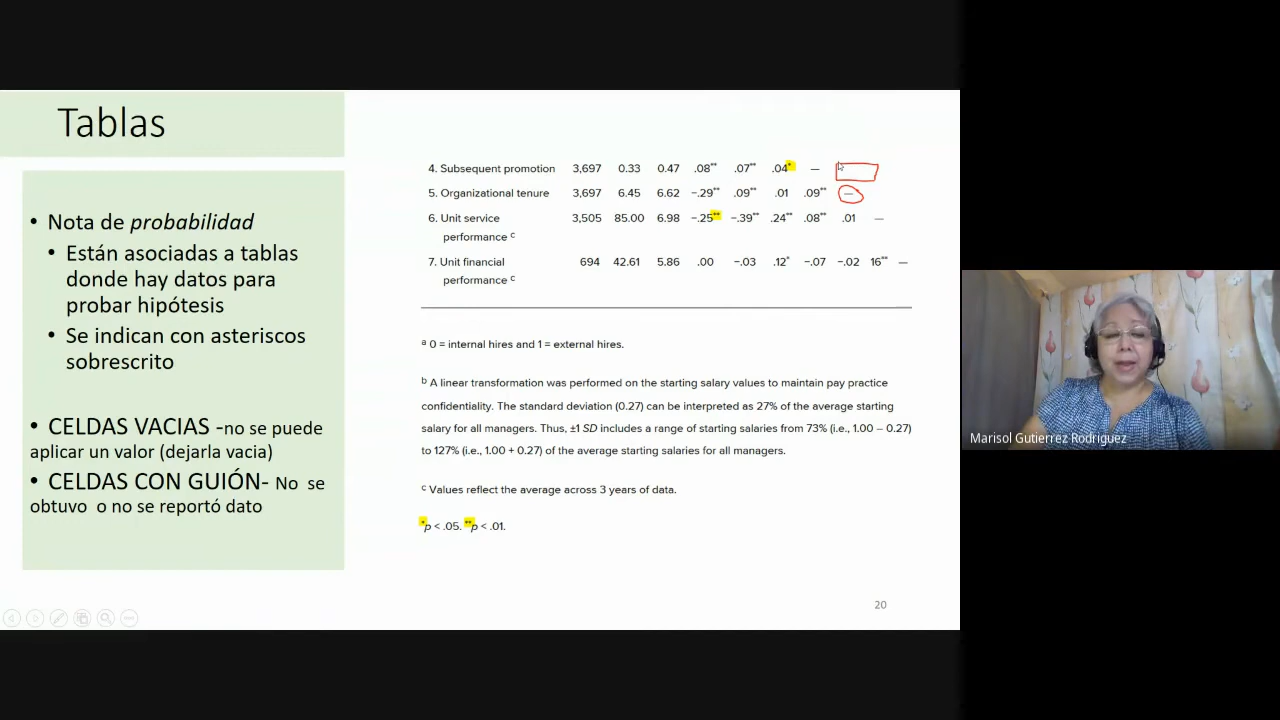 Tablas
• Nota de probabilidad
• Están asociadas a tablas
donde hay datos para
probar hipótesis
• Se indican con asteriscos
sobrescrito
• CELDAS VACIAS -no se puede
aplicar un valor (dejarla vacia)
• CELDAS CON GUIÓN- No se
obtuvo o no se reportó dato
4. Subsequent promotion 3,697 0.33 0.47 .08** .07** .04* —
5. Organizational tenure 3,697 6.45 6.62 −.29** .09** .01 .09** —
6. Unit service 3,505 85.00 6.98 −.25** −.39** .24** .08** .01 —
performance c
7. Unit financial 694 42.61 5.86 .00 −.03 .12* −.07 −.02 16** —
performance c
a 0 = internal hires and 1 = external hires.
b A linear transformation was performed on the starting salary values to maintain pay practice
confidentiality. The standard deviation (0.27) can be interpreted as 27% of the average starting
salary for all managers. Thus, ±1 SD includes a range of starting salaries from 73% (i.e., 1.00 − 0.27)
to 127% (i.e., 1.00 + 0.27) of the average starting salaries for all managers.
c Values reflect the average across 3 years of data.
*p < .05. **p < .01.
20
Marisol Gutierrez Rodriguez